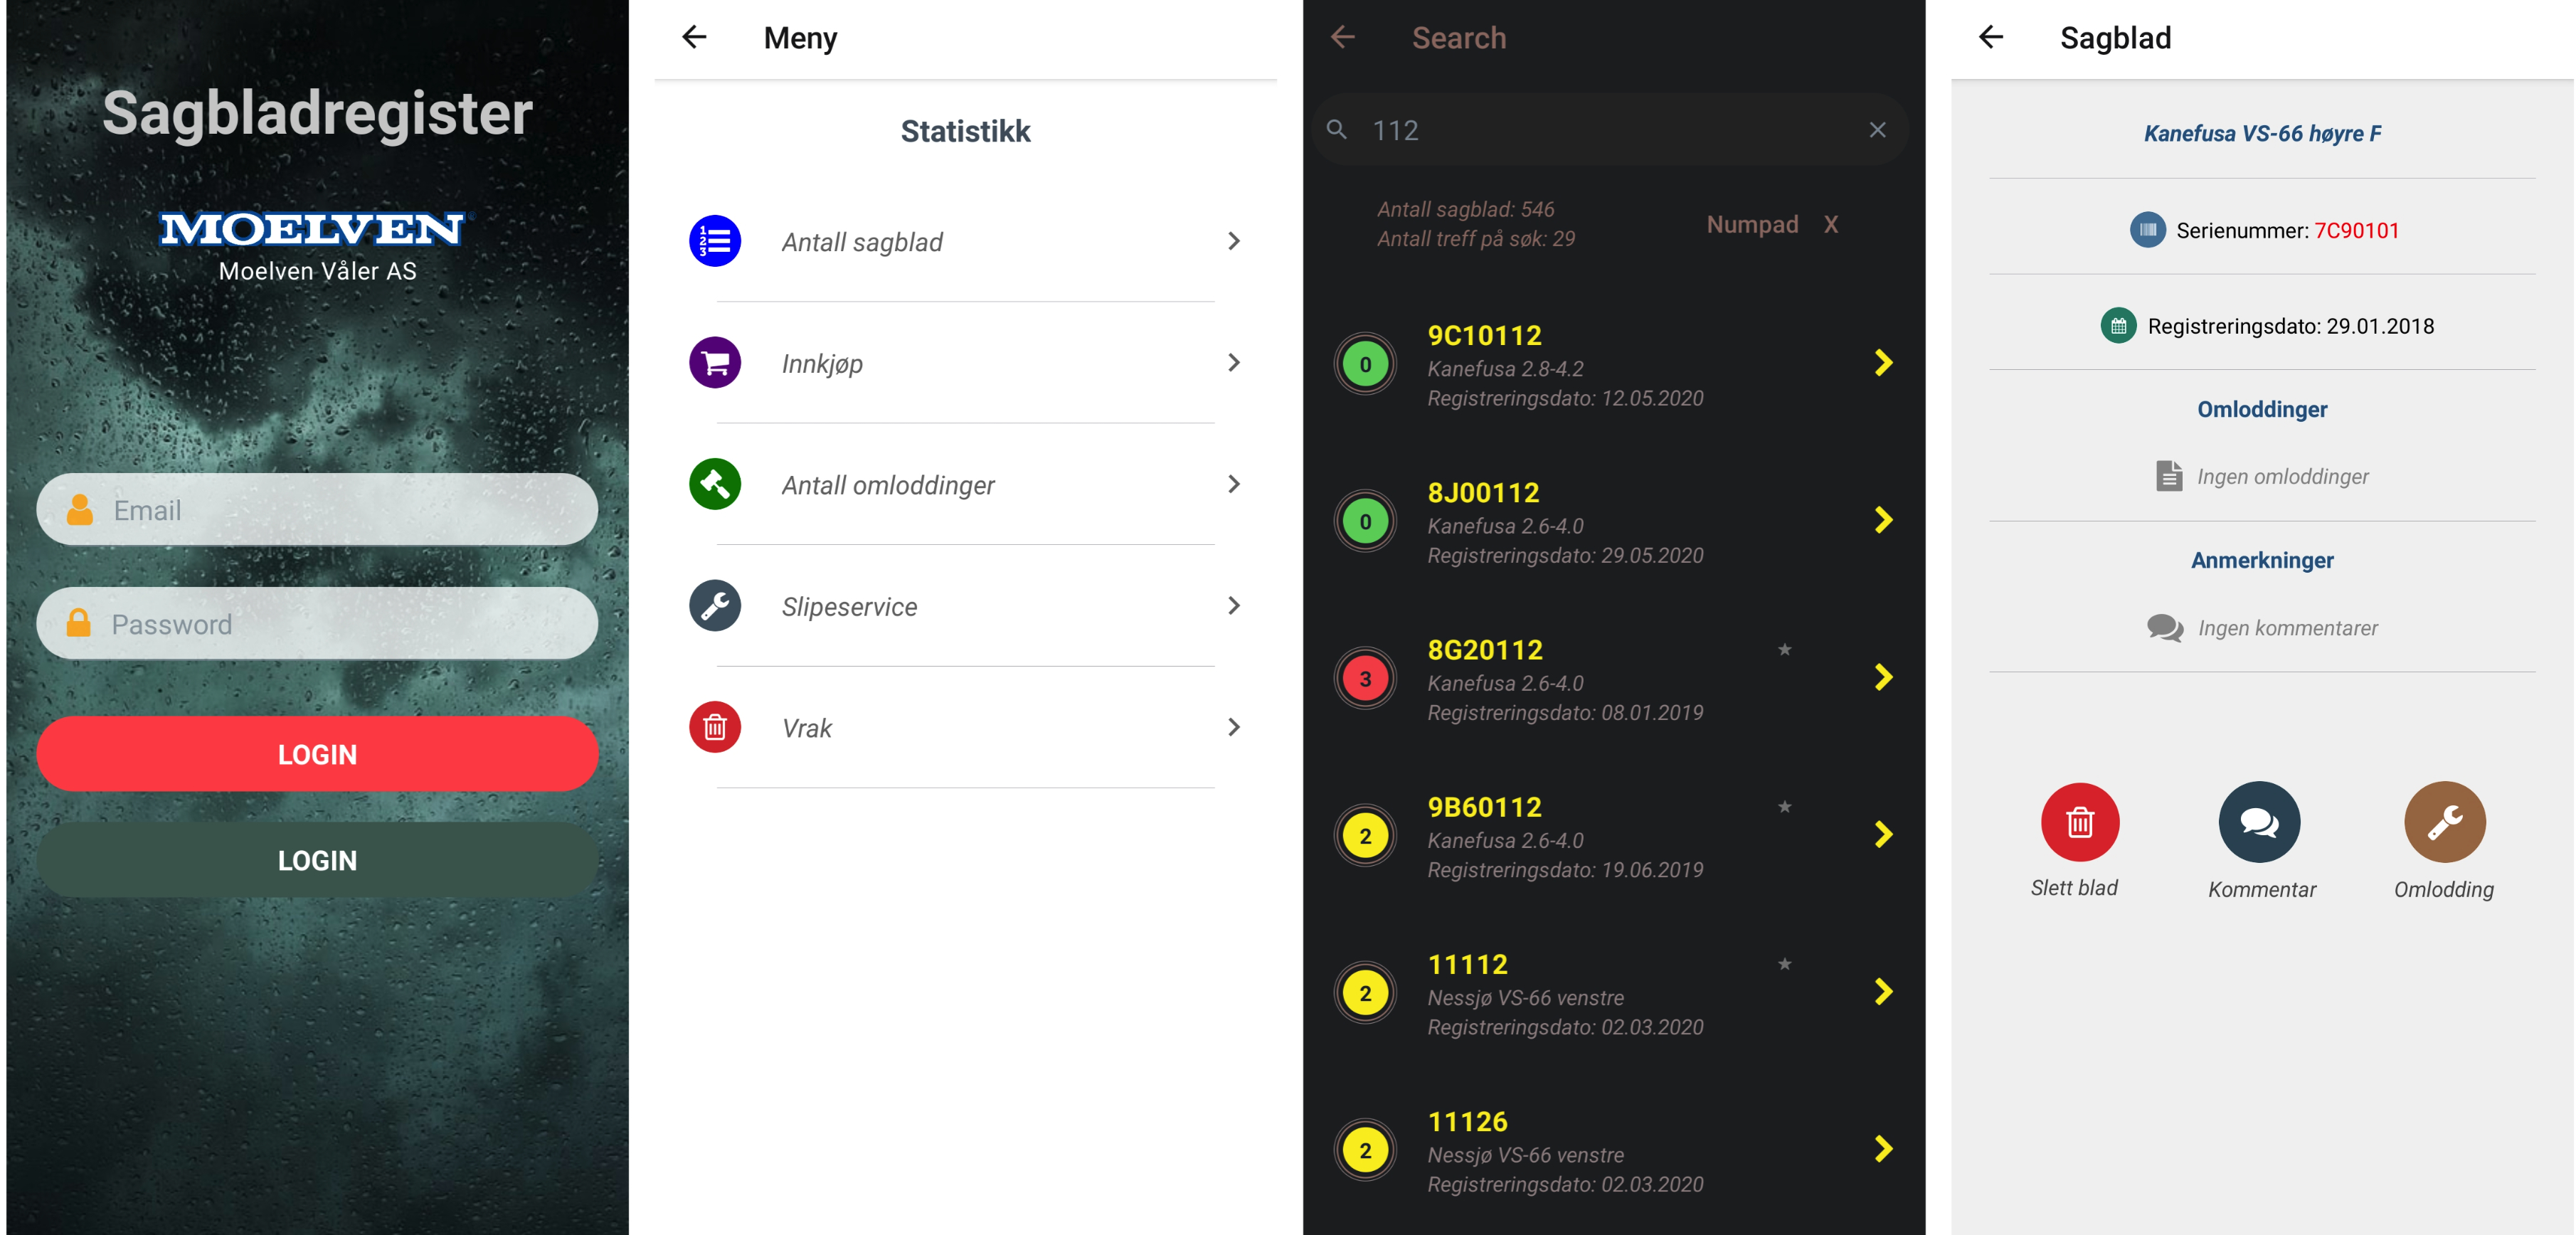 Sagbladregister
MOELVEN
Moelven Våler AS
Email
Password
LOGIN
LOGIN
Meny
Statistikk
Antall sagblad
Innkjøp
Antall omloddinger
Slipeservice
Vrak
Search
112
Antall sagblad: 546
Antall treff på søk: 29
Numpad X
0
9C10112
Kanefusa 2.8-4.2
Registreringsdato: 12.05.2020
0
8J00112
Kanefusa 2.6-4.0
Registreringsdato: 29.05.2020
3
8G20112
Kanefusa 2.6-4.0
Registreringsdato: 08.01.2019
2
9B60112
Kanefusa 2.6-4.0
Registreringsdato: 19.06.2019
2
11112
Nessjø VS-66 venstre
Registreringsdato: 02.03.2020
2
11126
Nessjø VS-66 venstre
Registreringsdato: 02.03.2020
Sagblad
Kanefusa VS-66 høyre F
Serienummer: 7C90101
Registreringsdato: 29.01.2018
Omloddinger
Ingen omloddinger
Anmerkninger
Ingen kommentarer
Slett blad
Kommentar
Omlodding